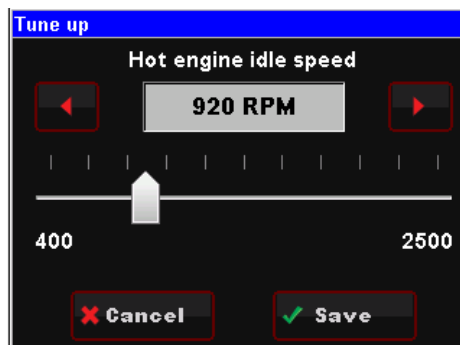 Tune up
Hot engine idle speed
920 RPM
400 2500
Cancel Save